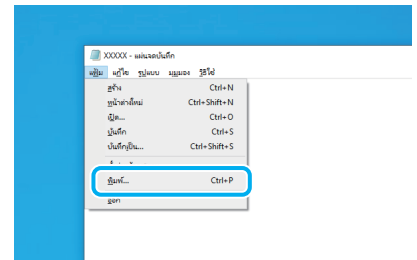 XXXXX - แผ่นจดบันทึก
แฟ้ม แก้ไข รูปแบบ มุมมอง วิธีใช้
สร้าง Ctrl+N
หน้าต่างใหม่ Ctrl+Shift+N
เปิด... Ctrl+O
บันทึก Ctrl+S
บันทึกเป็น... Ctrl+Shift+S
พิมพ์... Ctrl+P
ออก